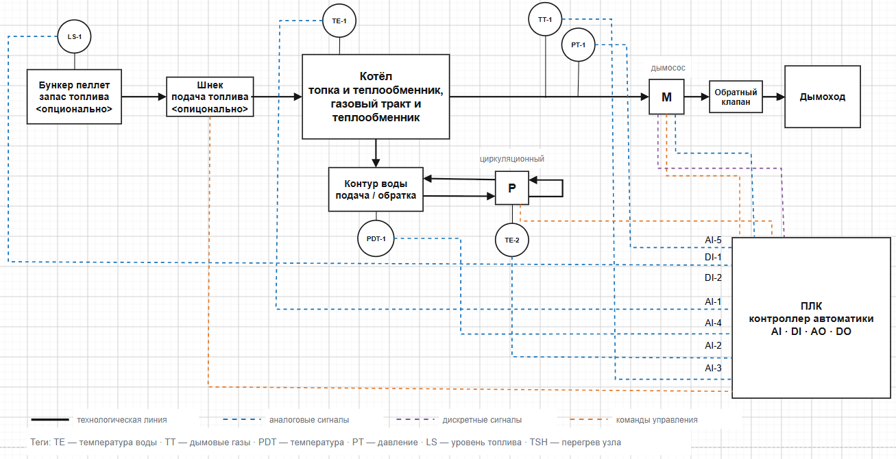 TE-1
TT-1
LS-1
PT-1
дымосос
Бункер пеллет
запас топлива
<опционально>
Шнек
подача топлива
<опицонально>
Котёл
топка и теплообменник,
газовый тракт и
теплообменник
М
Обратный
клапан
Дымоход
циркуляционный
Контур воды
подача / обратка
P
PDT-1
TE-2
AI-5
DI-1
DI-2
AI-1
AI-4
AI-2
AI-3
ПЛК
контроллер автоматики
AI · DI · AO · DO
технологическая линия
аналоговые сигналы
дискретные сигналы
команды управления
Теги: TE — температура воды · TT — дымовые газы · PDT — температура · PT — давление · LS — уровень топлива · TSH — перегрев узла